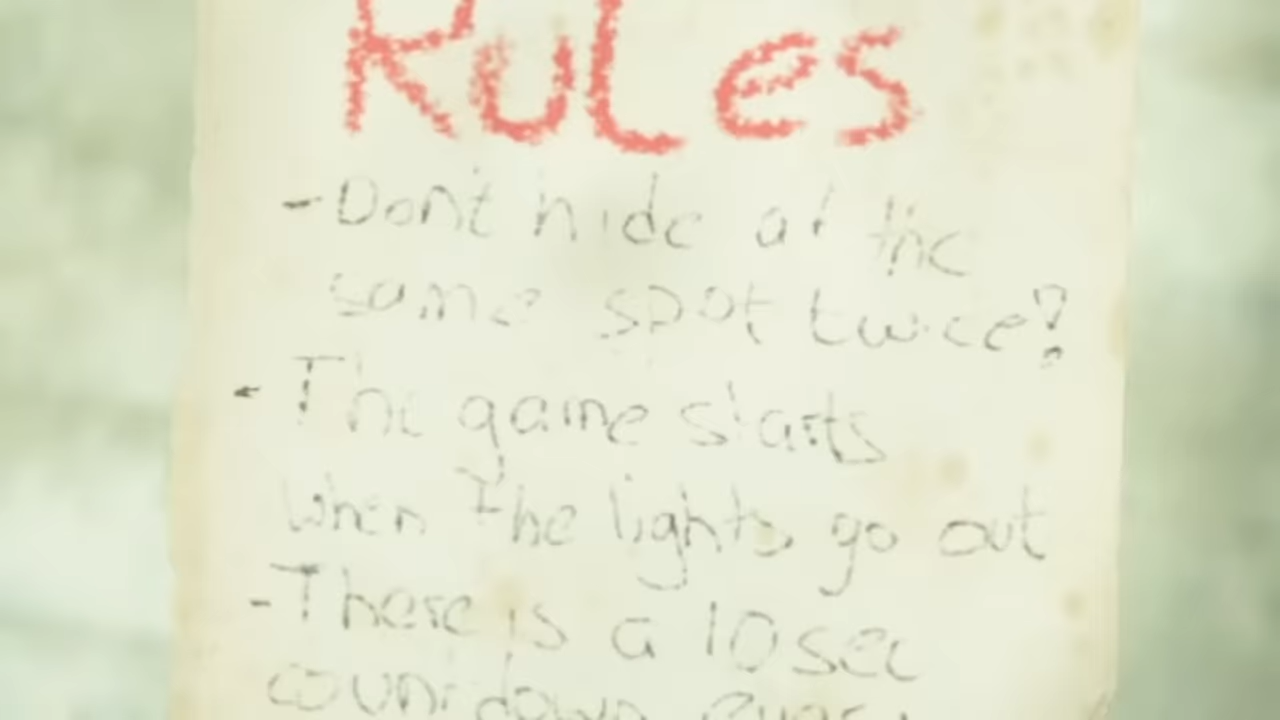 Rules
- Don't hide at the
same spot twice?
- The game starts
when the lights go out
- There is a 10 sec
countdown every